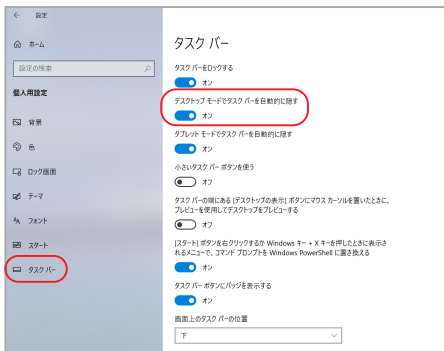 ← 設定
ホーム
設定の検索
個人用設定
背景
色
ロック画面
テーマ
フォント
スタート
タスク バー
タスク バー
タスク バーをロックする
オン
デスクトップ モードでタスク バーを自動的に隠す
オン
タブレット モードでタスク バーを自動的に隠す
オン
小さいタスク バー ボタンを使う
オフ
タスク バーの端にある [デスクトップの表示] ボタンにマウス カーソルを置いたときに、
プレビューを使用してデスクトップをプレビューする
オフ
[スタート] ボタンを右クリックするか Windows キー + X キーを押したときに表示さ
れるメニューで、コマンド プロンプトを Windows PowerShell に置き換える
オン
タスク バー ボタンにバッジを表示する
オン
画面上のタスク バーの位置
下